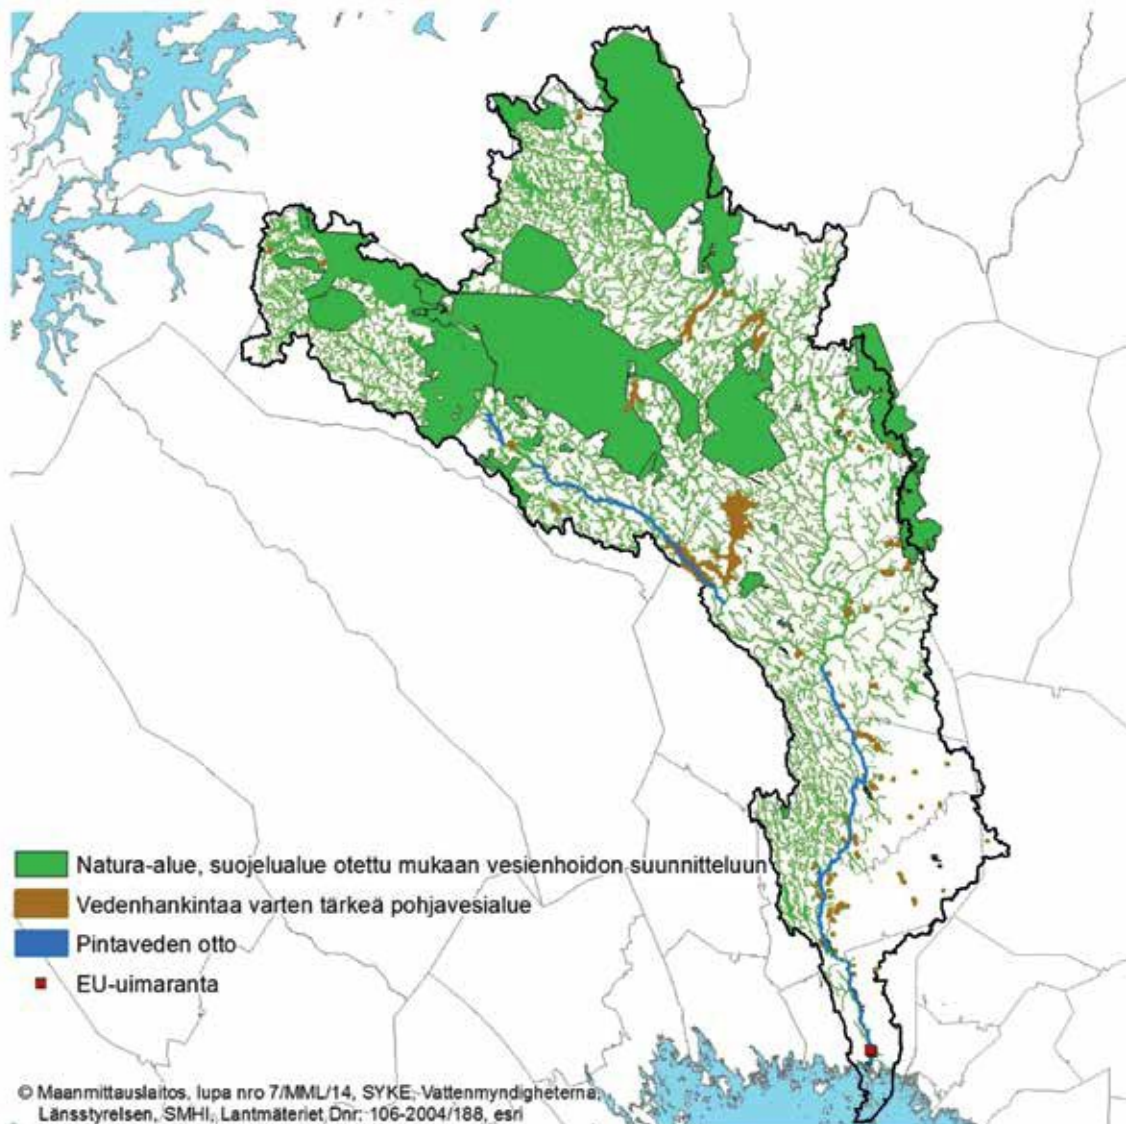 Natura-alue, suojelualue otettu mukaan vesienhoidon suunnitteluun
Vedenhankintaa varten tärkeä pohjavesialue
Pintaveden otto
EU-uimaranta
© Maanmittauslaitos, lupa nro 7/MML/14, SYKE, Vattenmyndigheterna,
Länsstyrelsen, SMHI, Lantmäteriet Dnr: 106-2004/188, esri